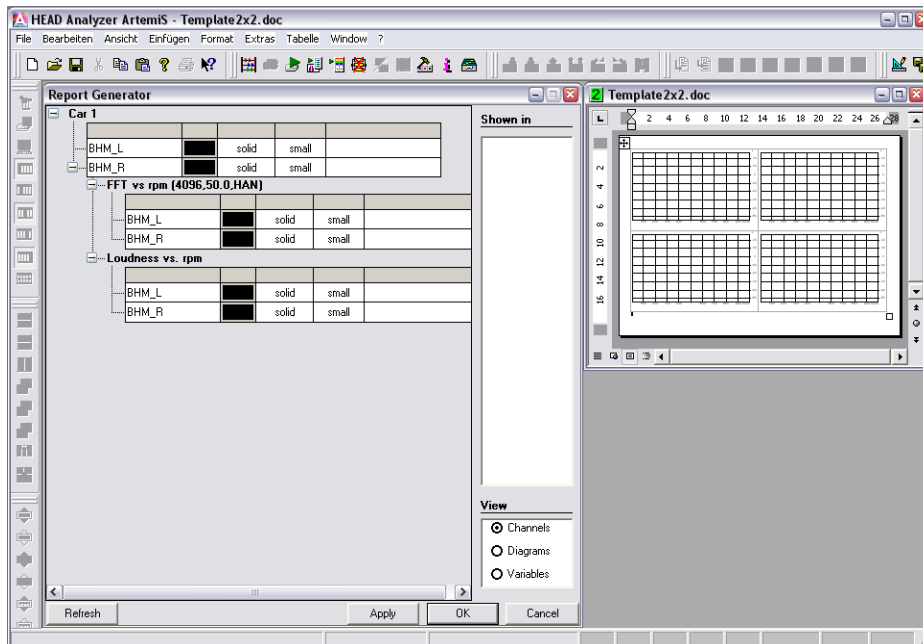 HEAD Analyzer ArtemiS - Template2x2.doc
File Bearbeiten Ansicht Einfügen Format Extras Tabelle Window ?
Report Generator
Car 1
BHM_L solid small
BHM_R solid small
FFT vs rpm (4096,50.0,HAN)
BHM_L solid small
BHM_R solid small
Loudness vs. rpm
BHM_L solid small
BHM_R solid small
Shown in
View
Channels
Diagrams
Variables
Refresh Apply OK Cancel
2 Template2x2.doc
L 2 4 6 8 10 12 14 16 18 20 22 24 26 28
2
4
6
8
10
12
14
16